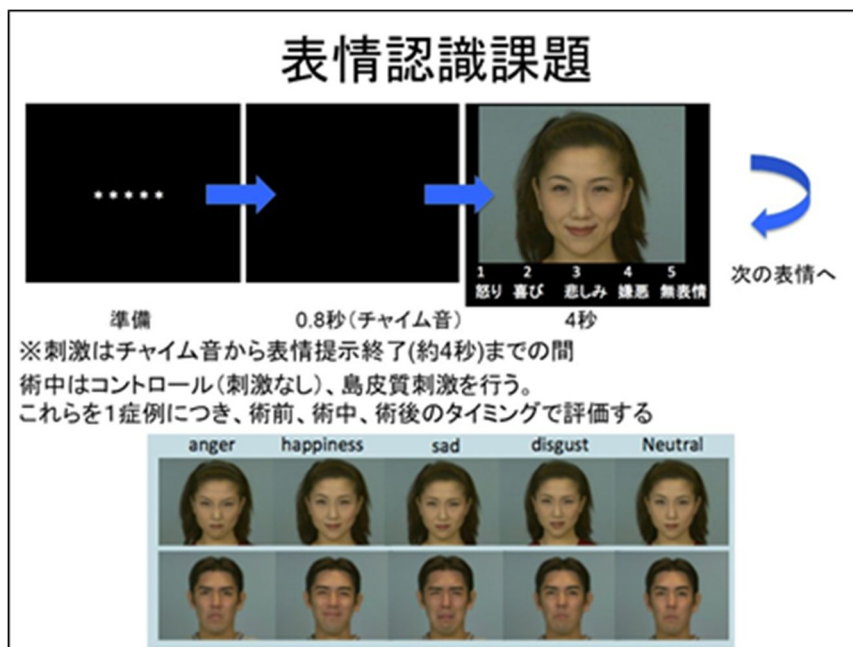 表情認識課題
*****
1 2 3 4 5
怒り 喜び 悲しみ 嫌悪 無表情
次の表情へ
準備 0.8秒(チャイム音) 4秒
※刺激はチャイム音から表情提示終了(約4秒)までの間
術中はコントロール(刺激なし)、島皮質刺激を行う。
これらを1症例につき、術前、術中、術後のタイミングで評価する
anger happiness sad disgust Neutral